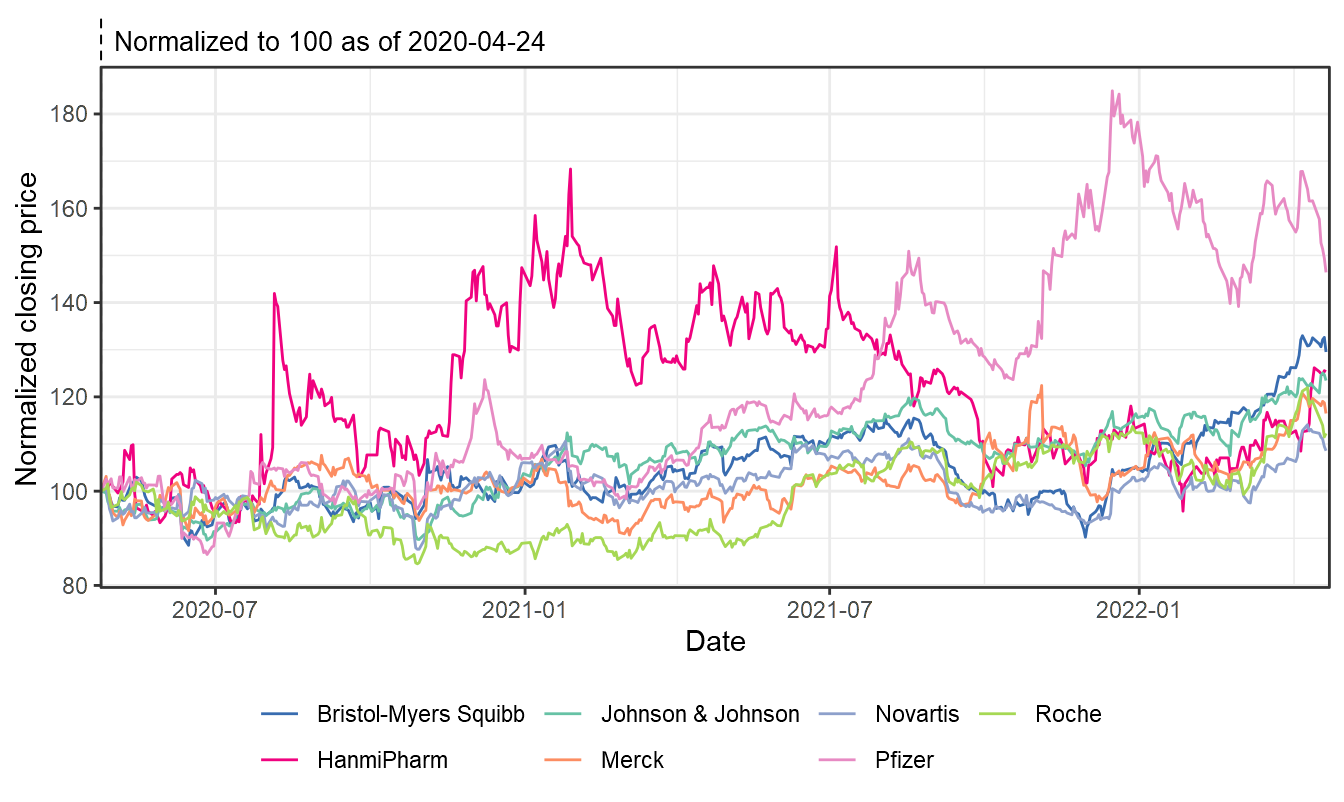 Normalized to 100 as of 2020-04-24
Normalized closing price
180
160
140
120
100
80
2020-07 2021-01 2021-07 2022-01
Date
Bristol-Myers Squibb Johnson & Johnson Novartis Roche
HanmiPharm Merck Pfizer